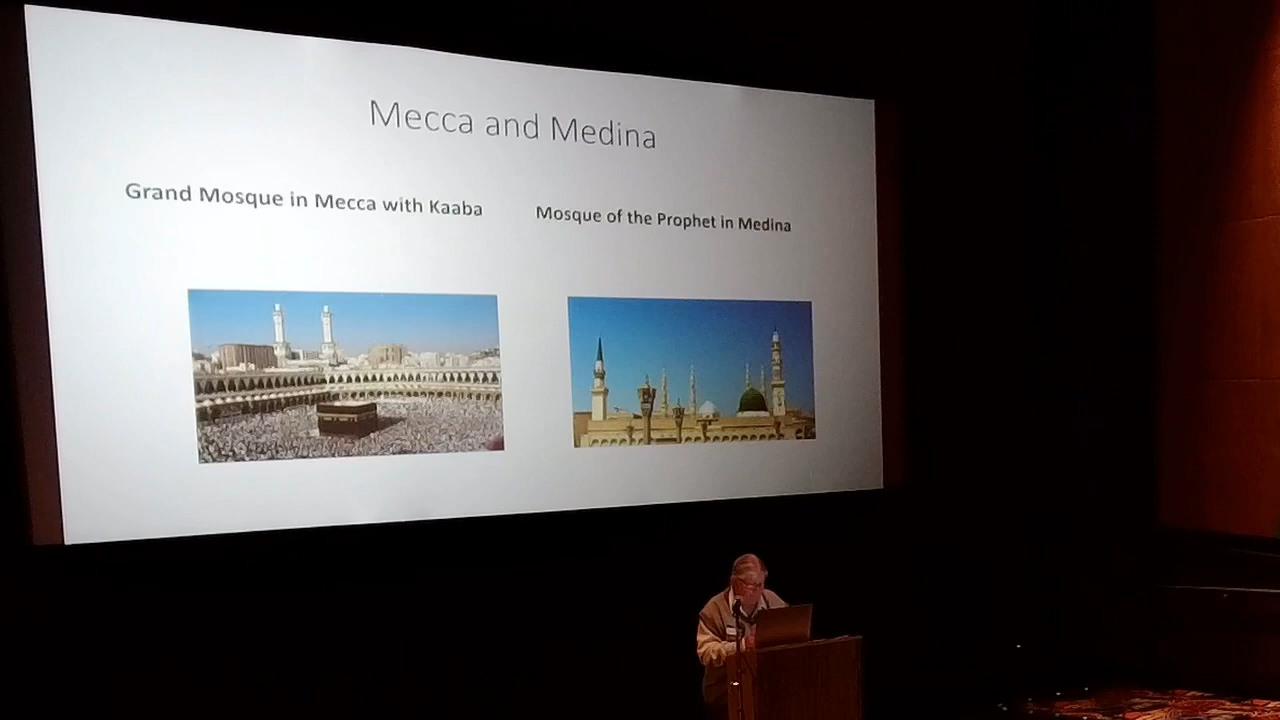 Mecca and Medina
Grand Mosque in Mecca with Kaaba
Mosque of the Prophet in Medina